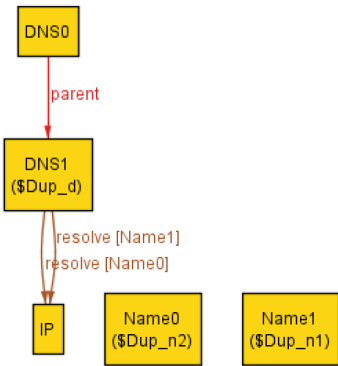 DNS0
parent
DNS1
($Dup_d)
resolve [Name1]
resolve [Name0]
IP
Name0
($Dup_n2)
Name1
($Dup_n1)